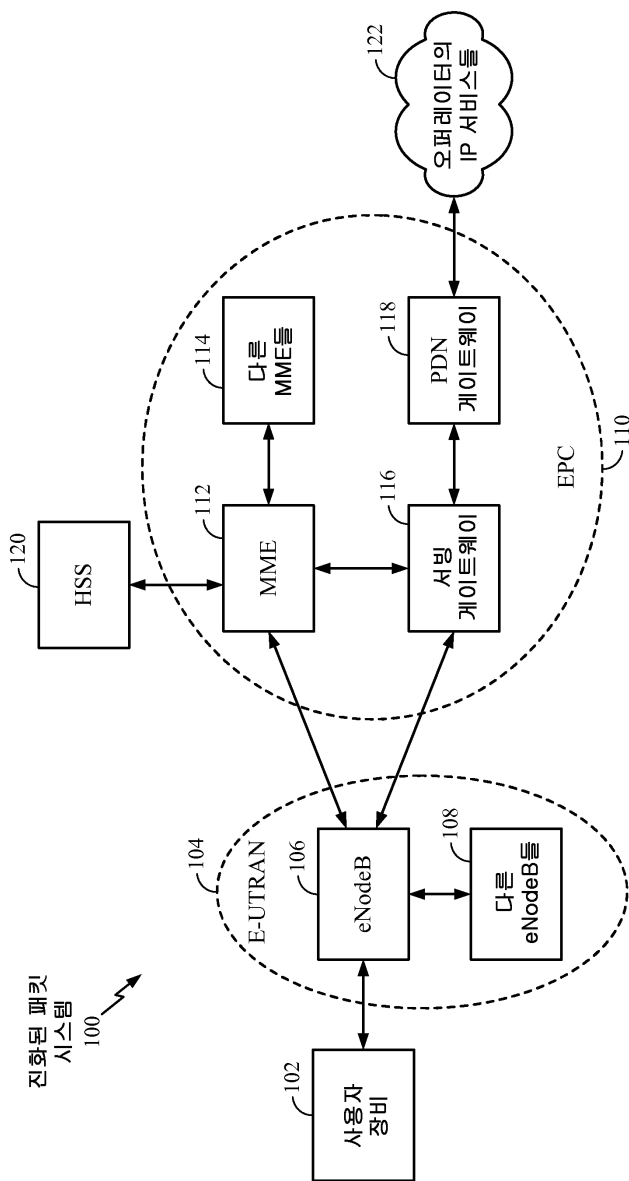 진화된 패킷
시스템
100
120
HSS
104
E-UTRAN
106
eNodeB
108
다른
eNodeB들
102
사용자
장비
112
MME
114
다른
MME들
116
서빙
게이트웨이
118
PDN
게이트웨이
EPC
110
122
오퍼레이터의
IP 서비스들